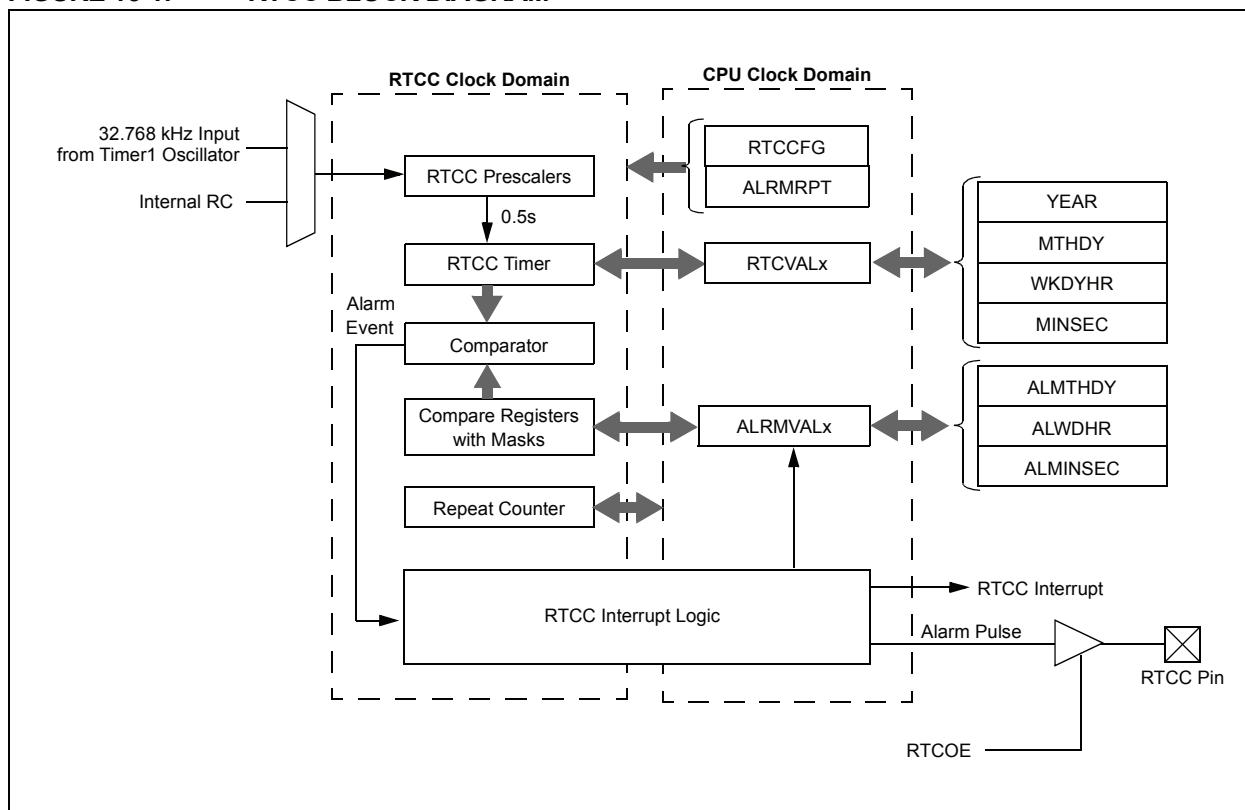 RTCC Clock Domain
CPU Clock Domain
32.768 kHz Input
from Timer1 Oscillator
Internal RC
RTCC Prescalers
0.5s
RTCC Timer
Alarm
Event
Comparator
Compare Registers
with Masks
Repeat Counter
RTCC Interrupt Logic
RTCCFG
ALRMRPT
RTCVALx
ALRMVALx
YEAR
MTHDY
WKDYHR
MINSEC
ALMTHDY
ALWDHR
ALMINSEC
RTCC Interrupt
Alarm Pulse
RTCC Pin
RTCOE